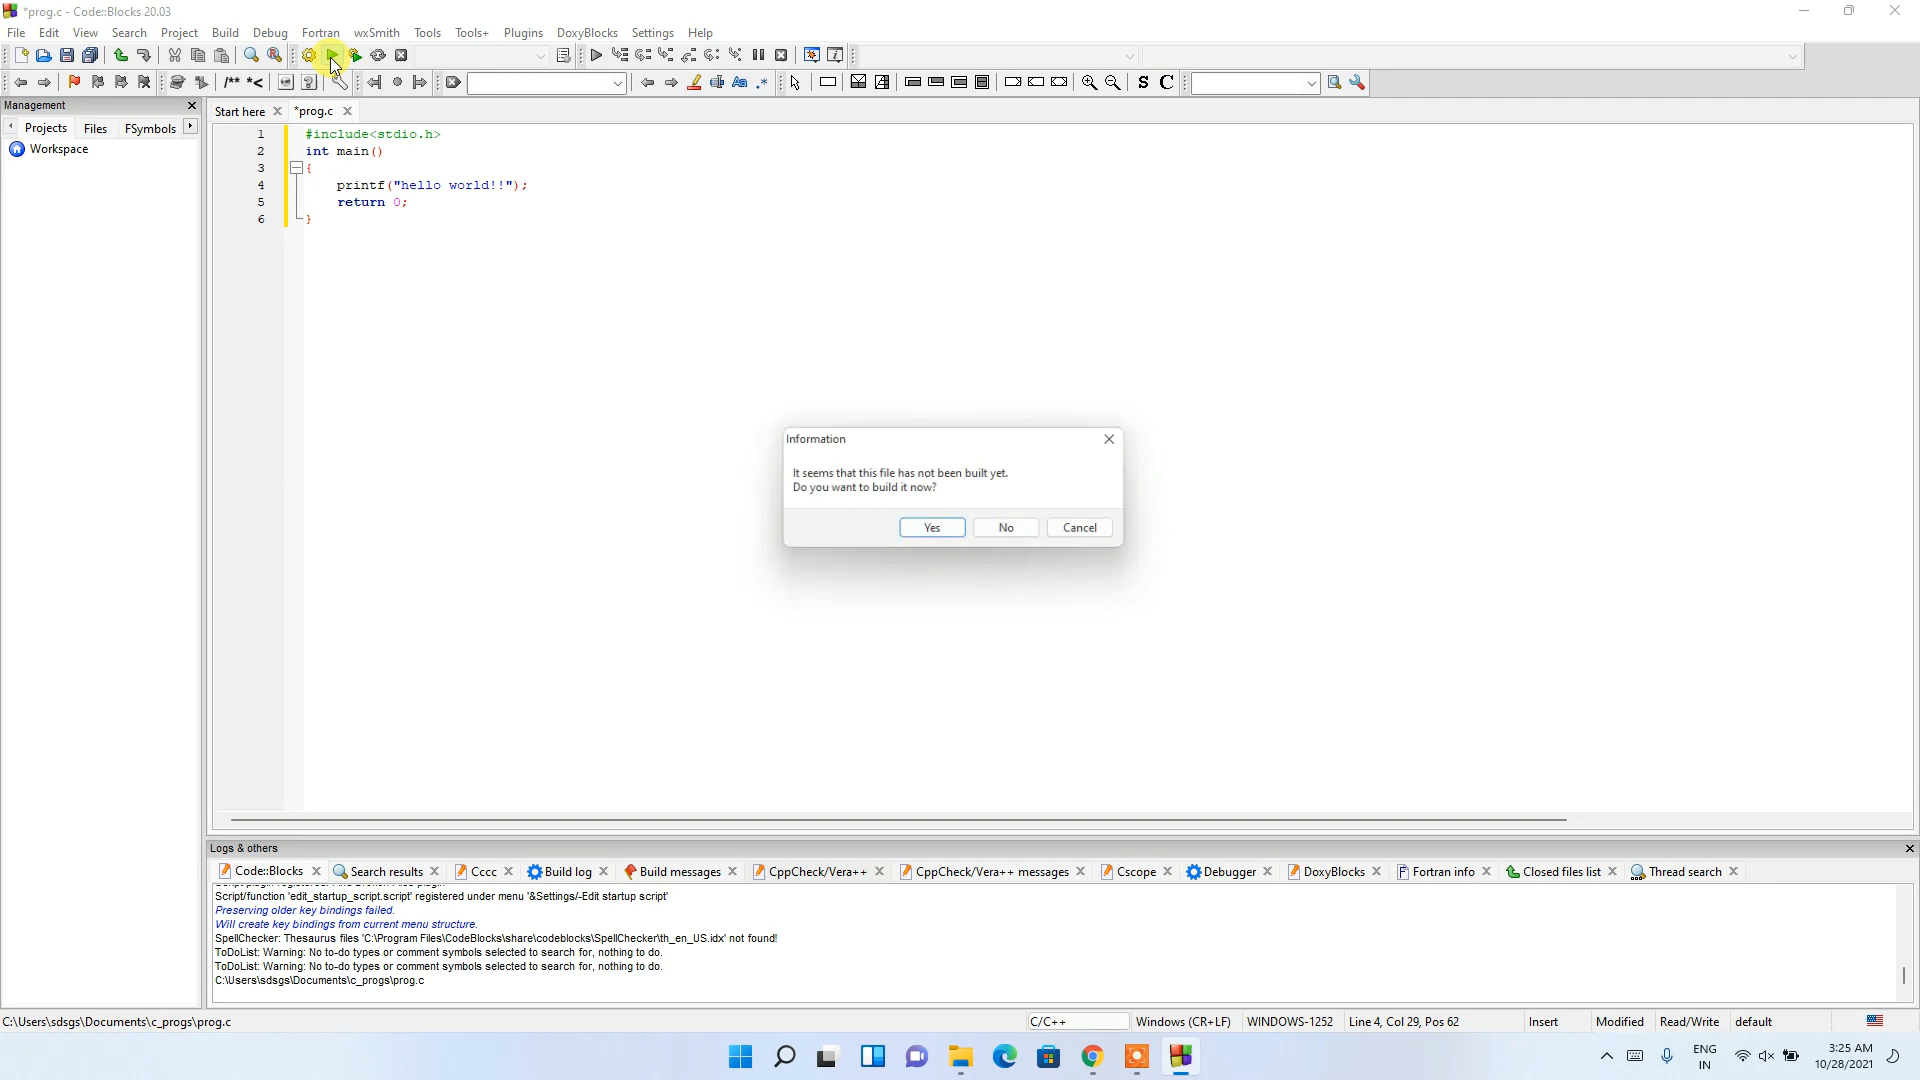 *prog.c - Code::Blocks 20.03
File Edit View Search Project Build Debug Fortran wxSmith Tools Tools+ Plugins DoxyBlocks Settings Help
/** *< S C
Management
Projects Files FSymbols
Workspace
Start here *prog.c
1 #include<stdio.h>
2 int main()
3 {
4 printf("hello world!!");
5 return 0;
6 }
Information
It seems that this file has not been built yet.
Do you want to build it now?
Yes No Cancel
Logs & others
Code::Blocks Search results Cccc Build log Build messages CppCheck/Vera++ CppCheck/Vera++ messages Cscope Debugger DoxyBlocks Fortran info Closed files list Thread search
Script/function 'edit_startup_script.script' registered under menu '&Settings/-Edit startup script'
Preserving older key bindings failed.
Will create key bindings from current menu structure.
SpellChecker: Thesaurus files 'C:\Program Files\CodeBlocks\share\codeblocks\SpellChecker\th_en_US.idx' not found!
ToDoList: Warning: No to-do types or comment symbols selected to search for, nothing to do.
ToDoList: Warning: No to-do types or comment symbols selected to search for, nothing to do.
C:\Users\sdsgs\Documents\c_progs\prog.c
C:\Users\sdsgs\Documents\c_progs\prog.c C/C++ Windows (CR+LF) WINDOWS-1252 Line 4, Col 29, Pos 62 Insert Modified Read/Write default
ENG 3:25 AM
IN 10/28/2021